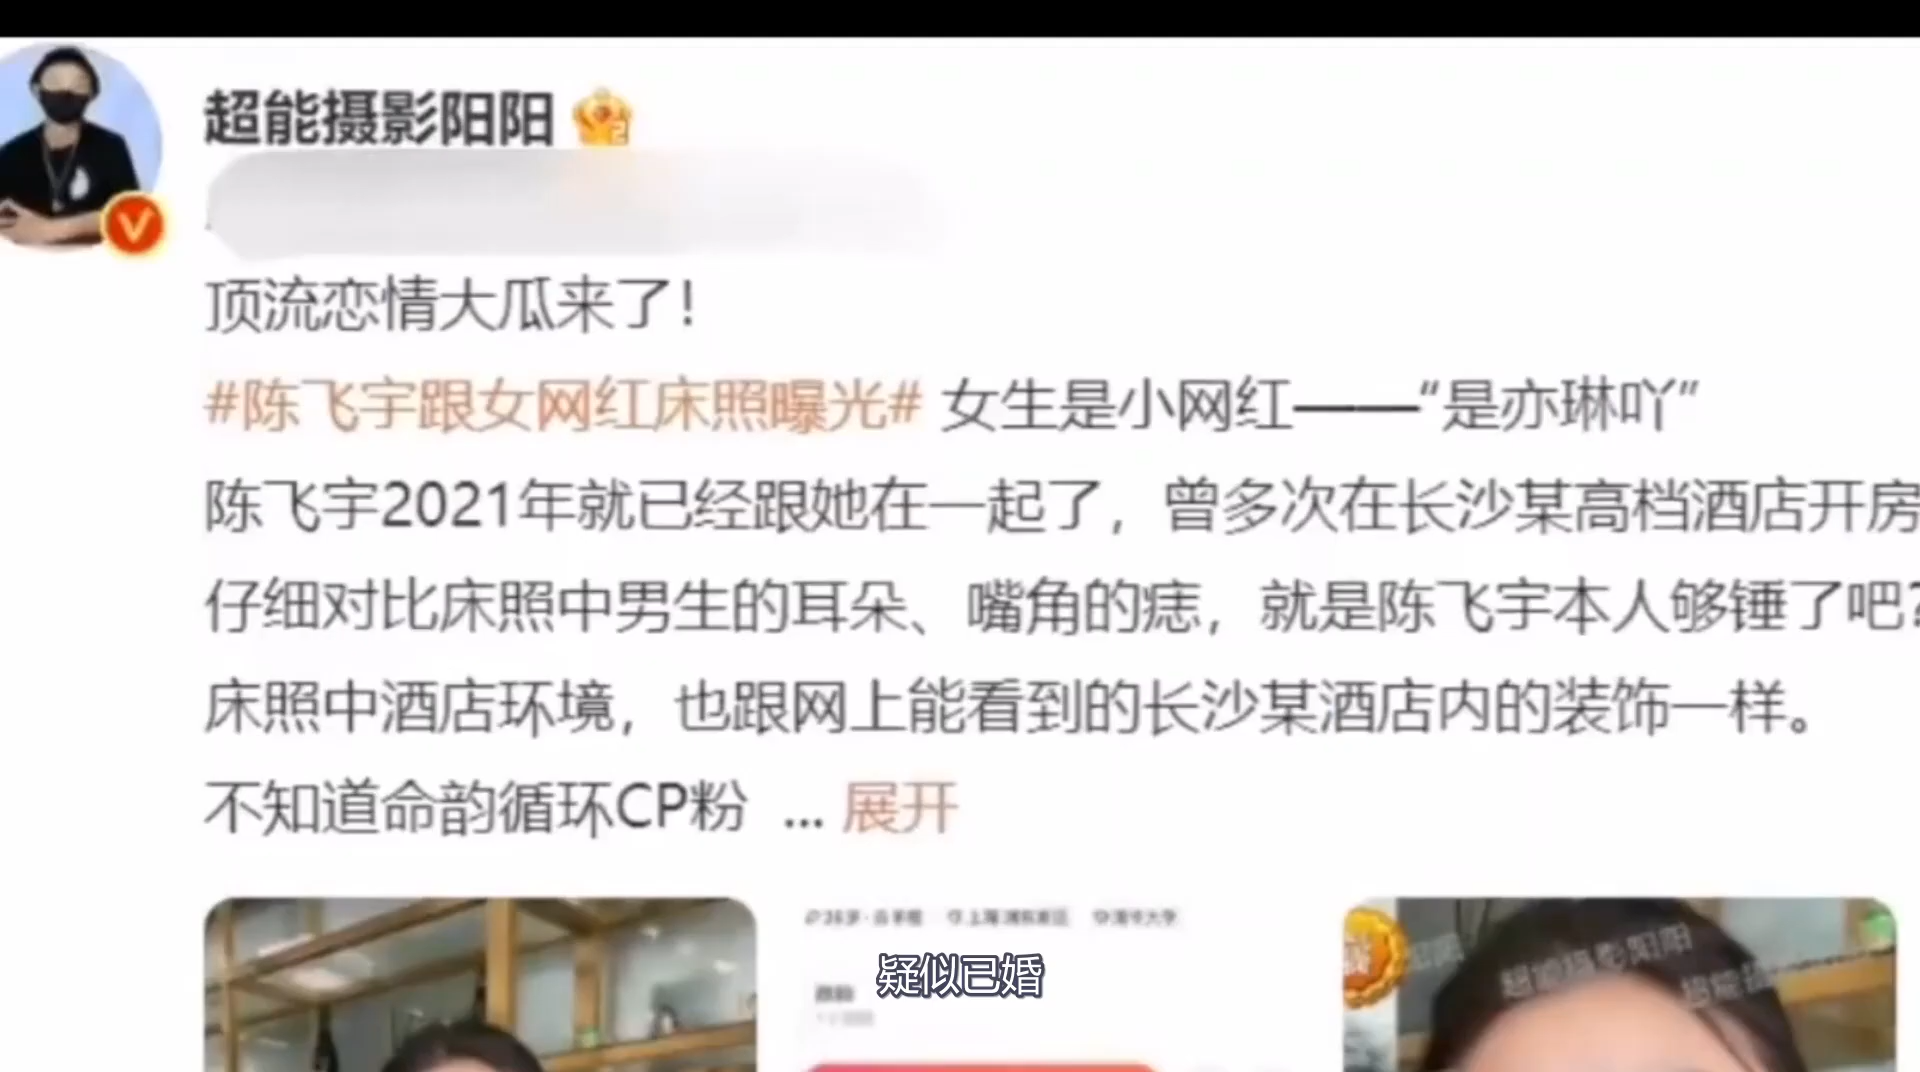 超能摄影阳阳
顶流恋情大瓜来了!
#陈飞宇跟女网红床照曝光# 女生是小网红——“是亦琳吖”
陈飞宇2021年就已经跟她在一起了，曾多次在长沙某高档酒店开房
仔细对比床照中男生的耳朵、嘴角的痣，就是陈飞宇本人够锤了吧?
床照中酒店环境，也跟网上能看到的长沙某酒店内的装饰一样。
不知道命韵循环CP粉 ... 展开
超能摄影阳阳
疑似已婚